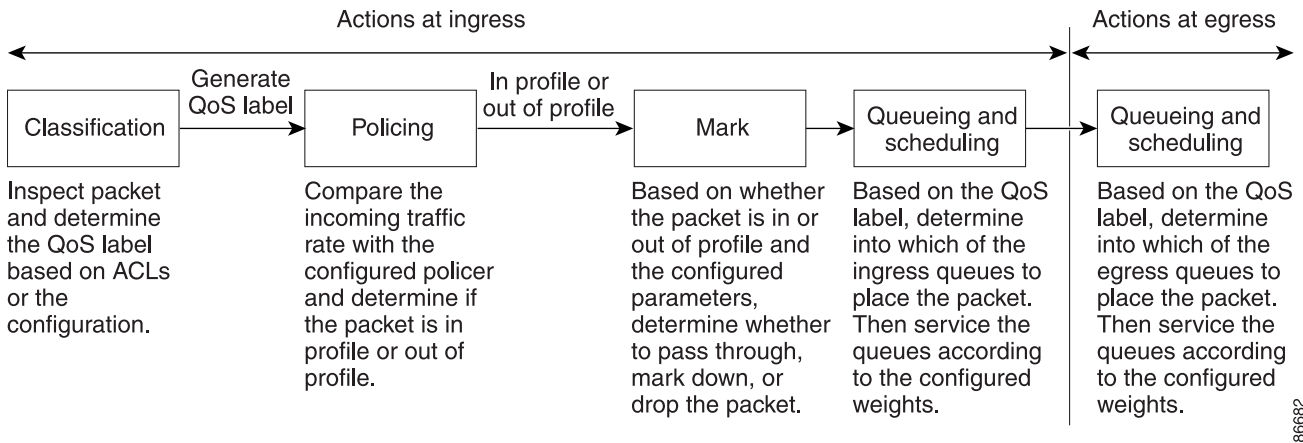 Actions at ingress
Actions at egress
Generate
QoS label
In profile or
out of profile
Classification
Policing
Mark
Queueing and
scheduling
Queueing and
scheduling
Inspect packet
and determine
the QoS label
based on ACLs
or the
configuration.
Compare the
incoming traffic
rate with the
configured policer
and determine if
the packet is in
profile or out of
profile.
Based on whether
the packet is in or
out of profile and
the configured
parameters,
determine whether
to pass through,
mark down, or
drop the packet.
Based on the QoS
label, determine
into which of the
ingress queues to
place the packet.
Then service the
queues according
to the configured
weights.
Based on the QoS
label, determine
into which of the
egress queues to
place the packet.
Then service the
queues according
to the configured
weights.
86682